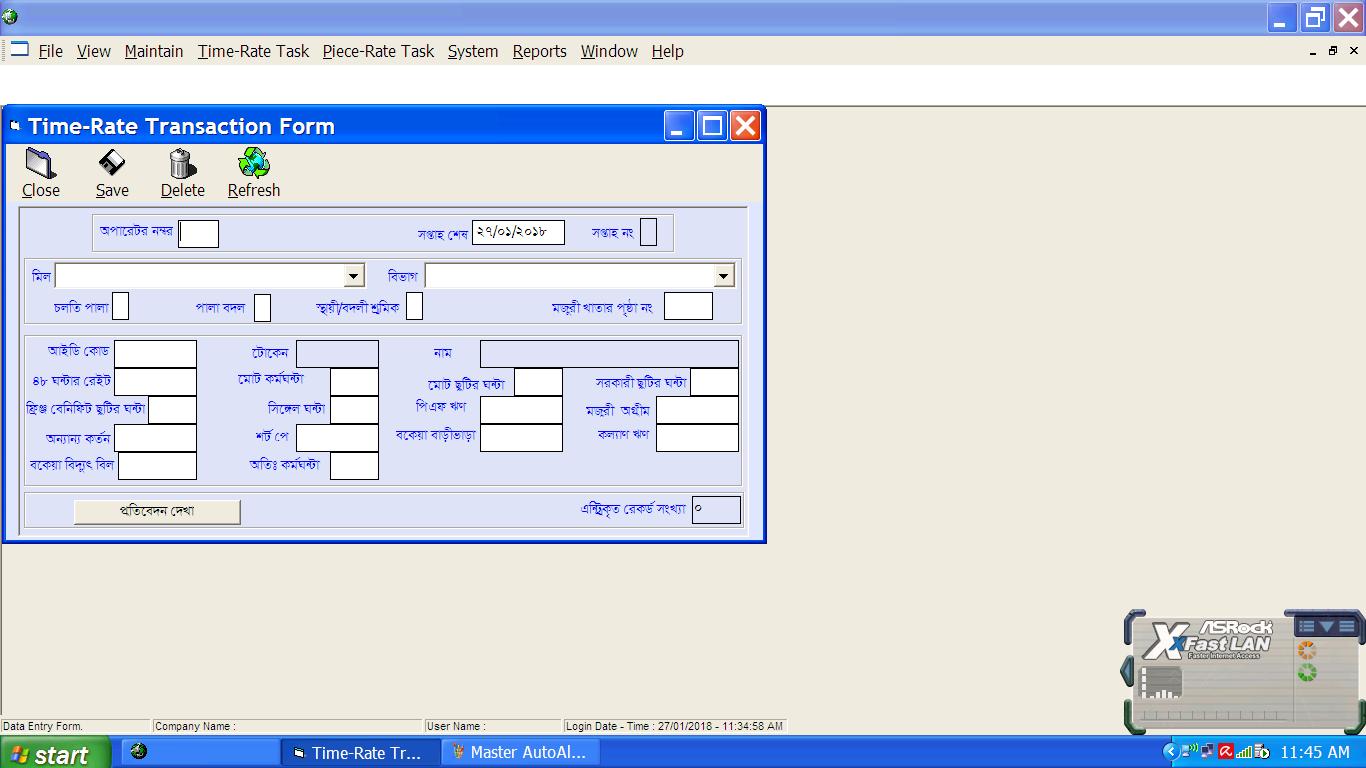 File View Maintain Time-Rate Task Piece-Rate Task System Reports Window Help
Time-Rate Transaction Form
Close Save Delete Refresh
অপারেটর নম্বর সপ্তাহ শেষ ২৭/০১/২০১৮ সপ্তাহ নং
মিল বিভাগ
চলতি পালা পালা বদল স্থায়ী/বদলী শ্রমিক মজুরী খাতার পৃষ্ঠা নং
আইডি কোড টোকেন নাম
৪৮ ঘন্টার রেইট মোট কর্মঘন্টা মোট ছুটির ঘন্টা সরকারী ছুটির ঘন্টা
ফ্রিঞ্জ বেনিফিট ছুটির ঘন্টা সিঙ্গেল ঘন্টা পিএফ ঋণ মজুরী অগ্রীম
অন্যান্য কর্তন শর্ট পে বকেয়া বাড়ীভাড়া কল্যাণ ঋণ
বকেয়া বিদ্যুৎ বিল অতিঃ কর্মঘন্টা
প্রতিবেদন দেখা এন্ট্রিকৃত রেকর্ড সংখ্যা ০
ASRock
XFast LAN
Faster Internet Access
Data Entry Form. Company Name : User Name : Login Date - Time : 27/01/2018 - 11:34:58 AM
start Time-Rate Tr... Master AutoAl... 11:45 AM